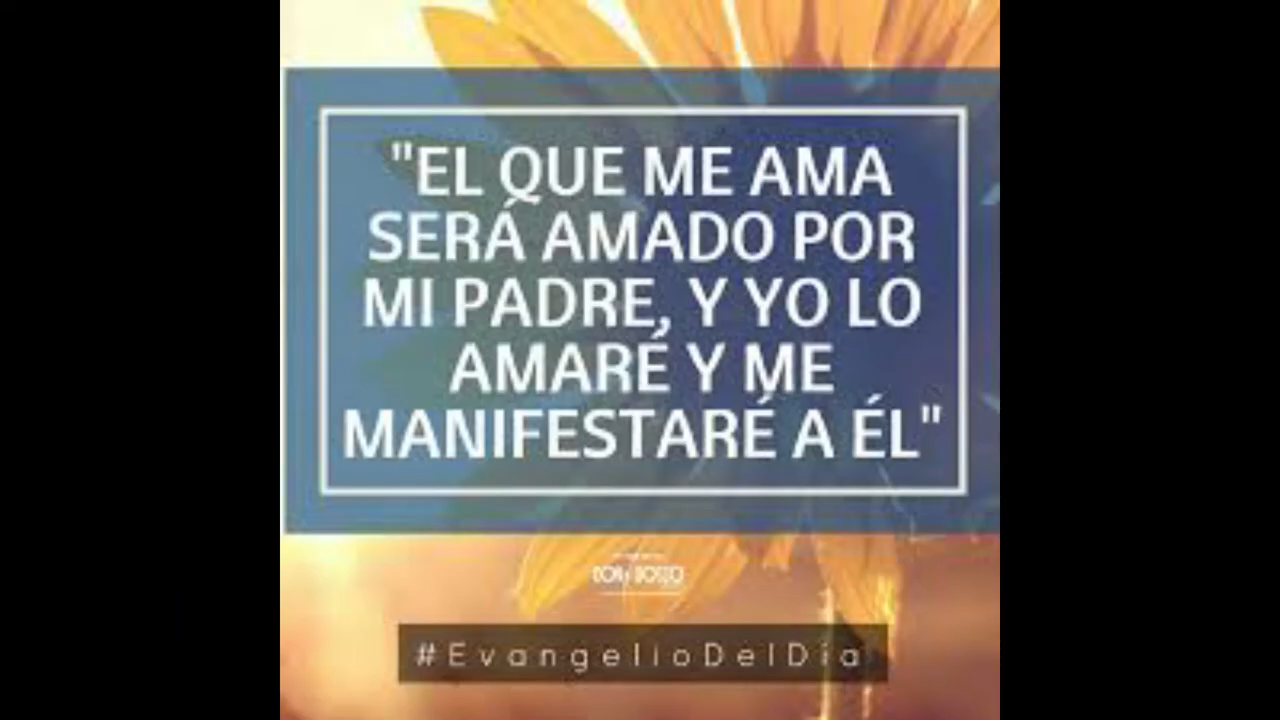 "EL QUE ME AMA
SERÁ AMADO POR
MI PADRE, Y YO LO
AMARÉ Y ME
MANIFESTARÉ A ÉL"
DON BOSCO
#EvangelioDelDía